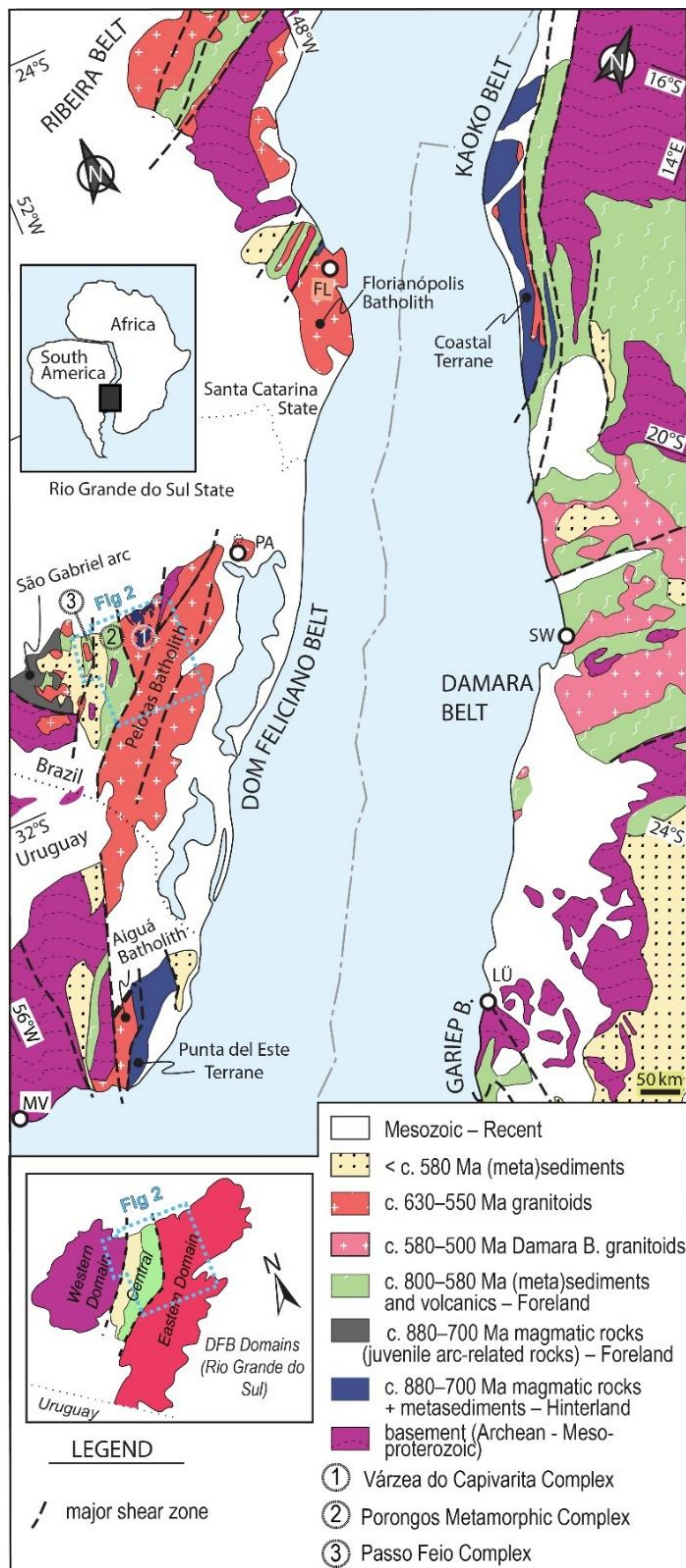 24°S
RIBEIRA BELT
48°W
KAOKO BELT
N
16°S
14°E
N
52°W
FL
Florianópolis
Batholith
Africa
South
America
Coastal
Terrane
Santa Catarina
State
20°S
Rio Grande do Sul State
São Gabriel arc
PA
3
Fig 2
2
1
SW
Pelotas Batholith
DOM FELICIANO BELT
DAMARA
BELT
Brazil
32°S
Uruguay
24°S
Aiguá
Batholith
56°W
LÜ
GARIEP B.
Punta del Este
Terrane
50 km
MV
Mesozoic – Recent
< c. 580 Ma (meta)sediments
c. 630–550 Ma granitoids
c. 580–500 Ma Damara B. granitoids
c. 800–580 Ma (meta)sediments
and volcanics – Foreland
c. 880–700 Ma magmatic rocks
(juvenile arc-related rocks) – Foreland
c. 880–700 Ma magmatic rocks
+ metasediments – Hinterland
basement (Archean - Meso-
proterozoic)
1 Várzea do Capivarita Complex
2 Porongos Metamorphic Complex
3 Passo Feio Complex
Fig 2
Western
Domain
Central
Eastern Domain
N
DFB Domains
(Rio Grande do
Sul)
Uruguay
LEGEND
major shear zone